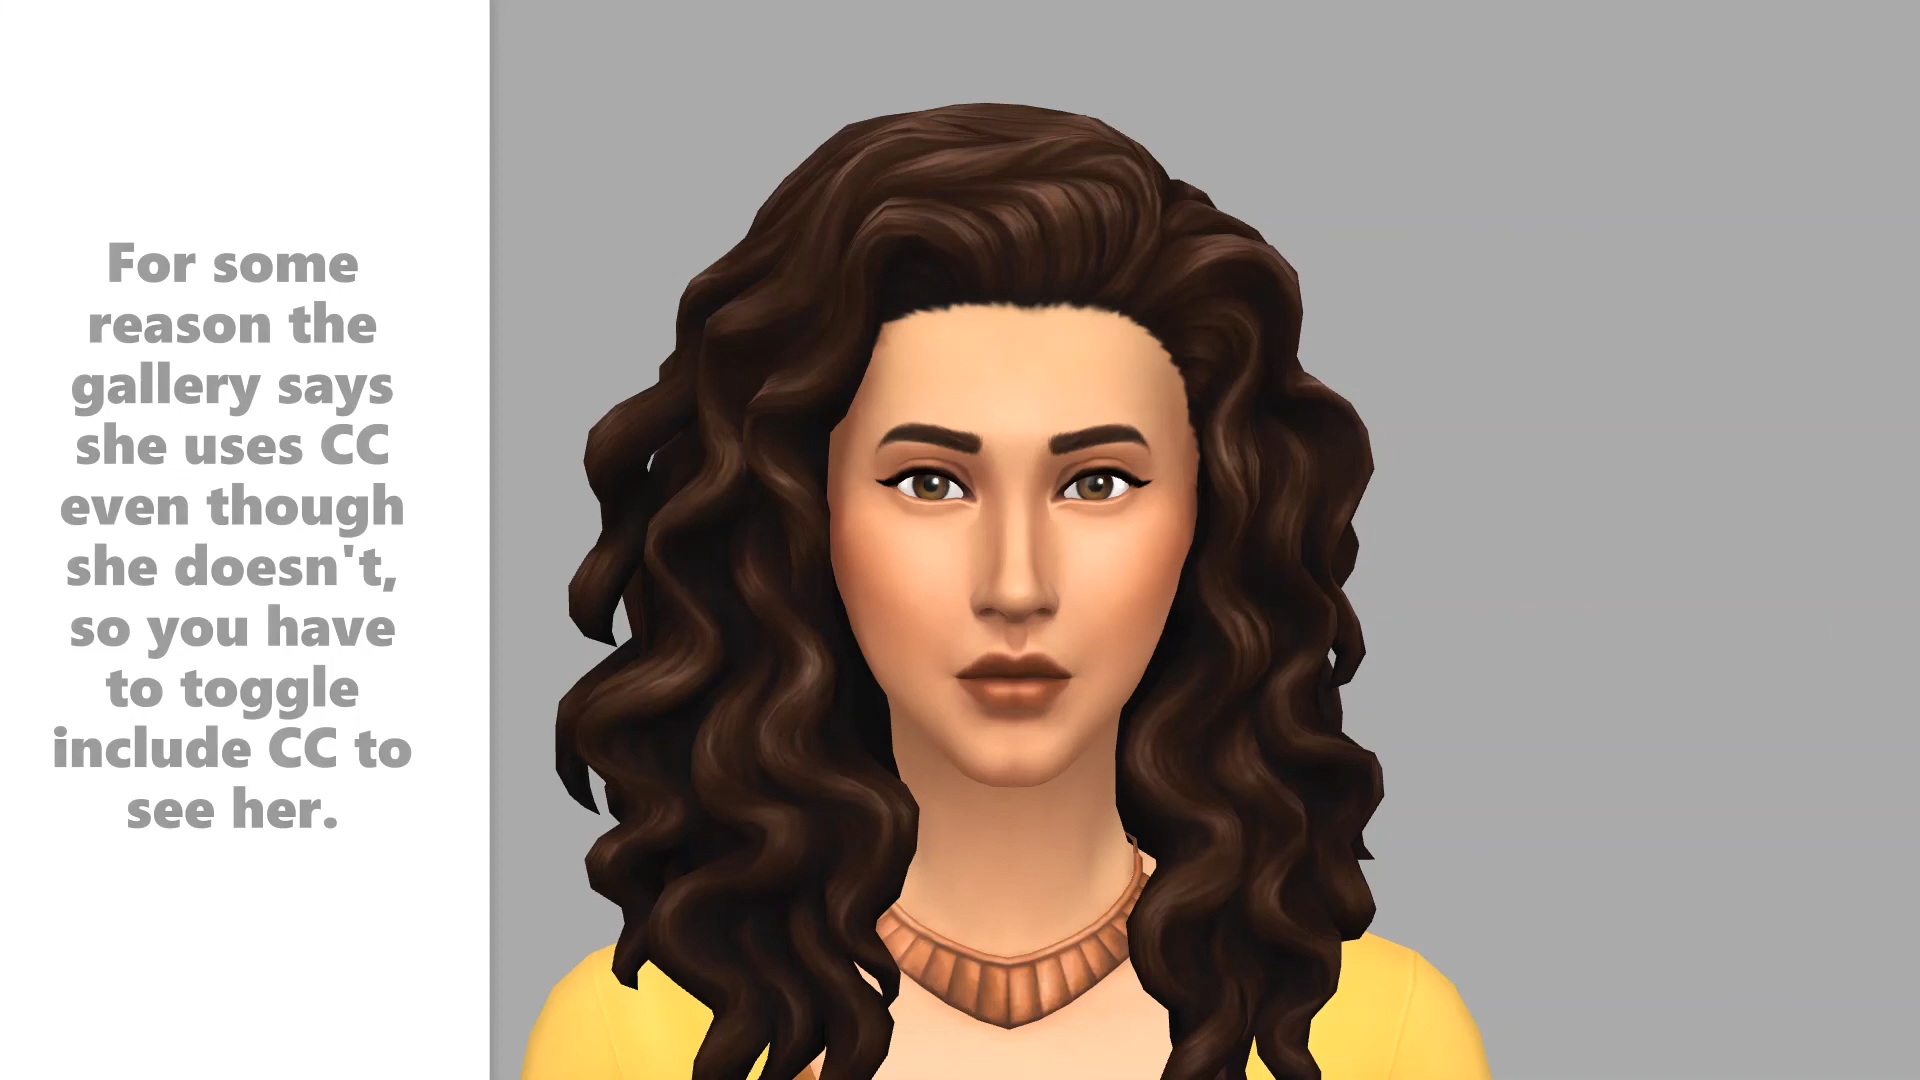 For some
reason the
gallery says
she uses CC
even though
she doesn't,
so you have
to toggle
include CC to
see her.